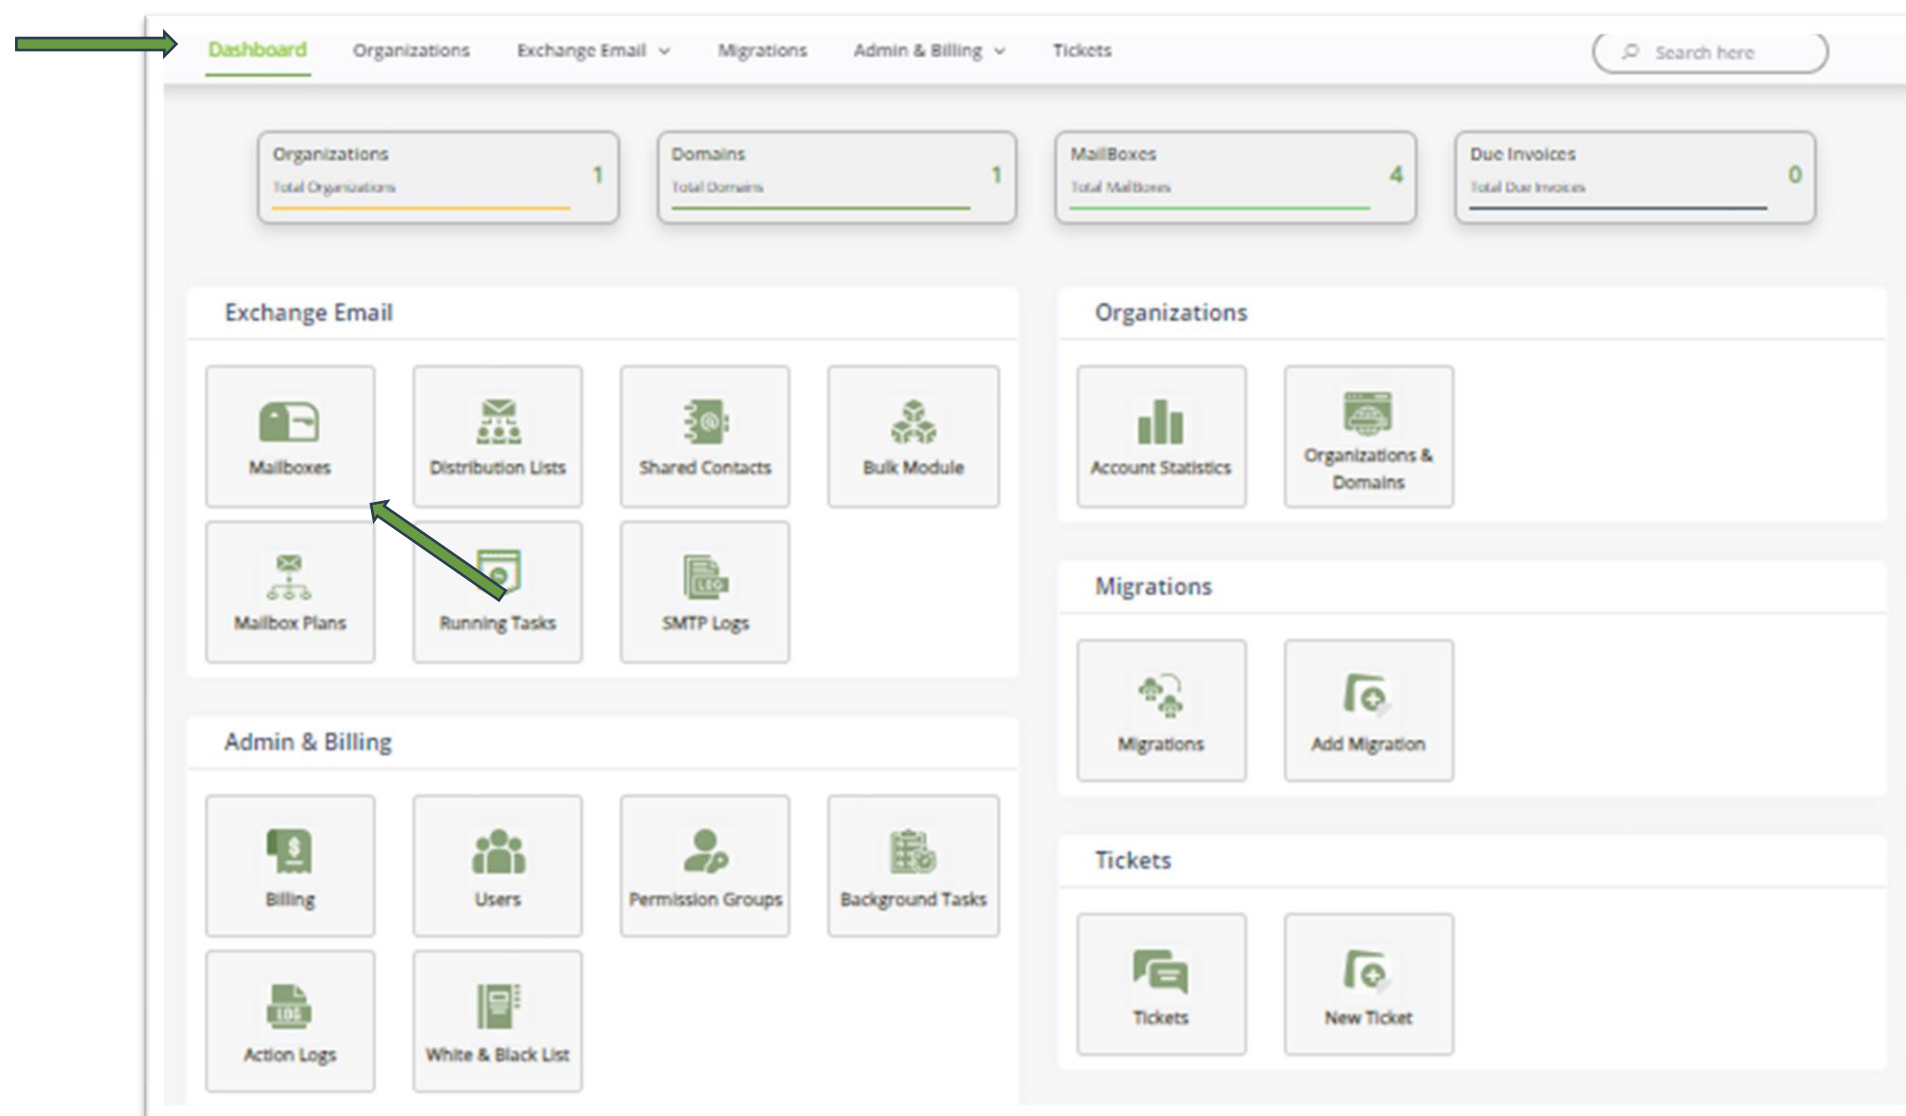 Dashboard Organizations Exchange Email Migrations Admin & Billing Tickets Search here
Organizations
Total Organizations
1
Domains
Total Domains
1
MailBoxes
Total MailBoxes
4
Due Invoices
Total Due Invoices
0
Exchange Email
Mailboxes
Distribution Lists
Shared Contacts
Bulk Module
Mailbox Plans
Running Tasks
LOG
SMTP Logs
Organizations
Account Statistics
Organizations &
Domains
Migrations
Migrations
Add Migration
Admin & Billing
$
Billing
Users
Permission Groups
Background Tasks
LOG
Action Logs
White & Black List
Tickets
Tickets
New Ticket